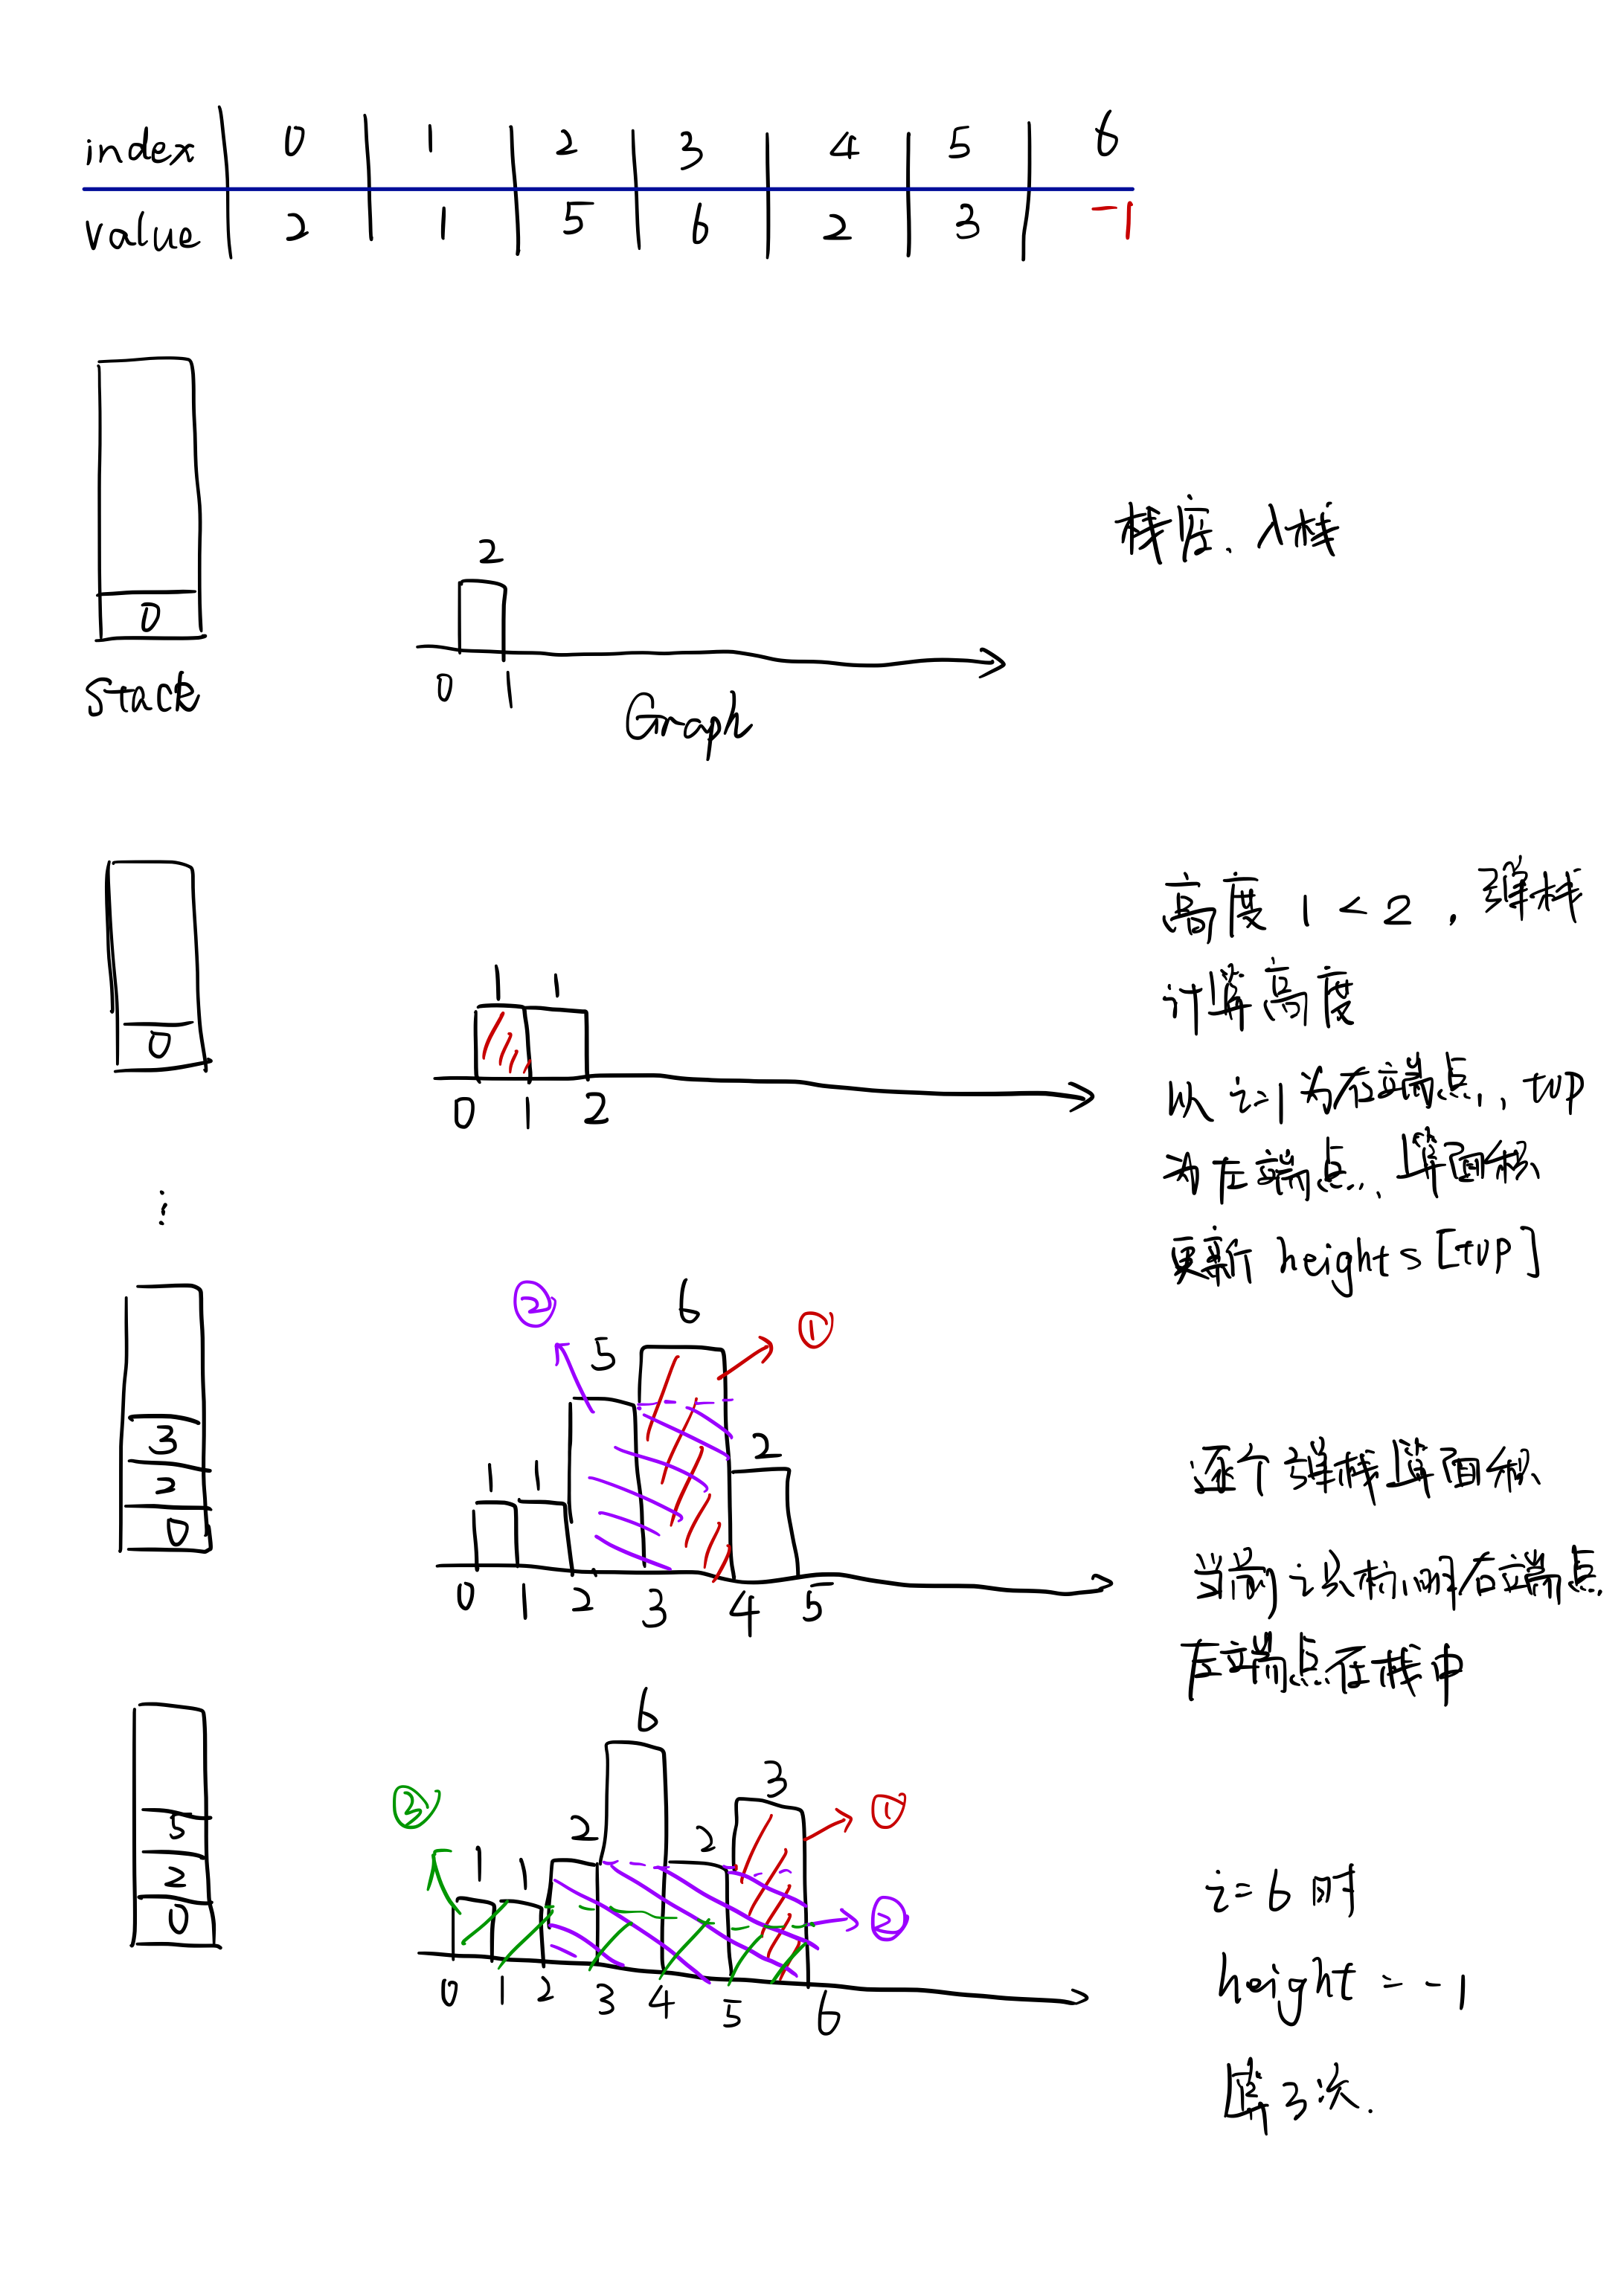 index 0 1 2 3 4 5 6
value 2 1 5 6 2 3 -1
栈底、入栈
2
0
Stack
0 1
Graph
高度 1 < 2 , 弹栈
计算高度
1 1
0
0 1 2
以 i=1 为右端点, top
为左端点, 算面积
更新 heights [top]
⋮
② 6 ①
5
3
2
0
1 1 2
0 1 2 3 4 5
逐个弹栈算面积
当前 i 坐标,即右端点,
左端点在栈中
6
③ 3 ①
2 2
5
2
0
1 1 ②
0 1 2 3 4 5 6
i=6 时
height = -1
算3次.